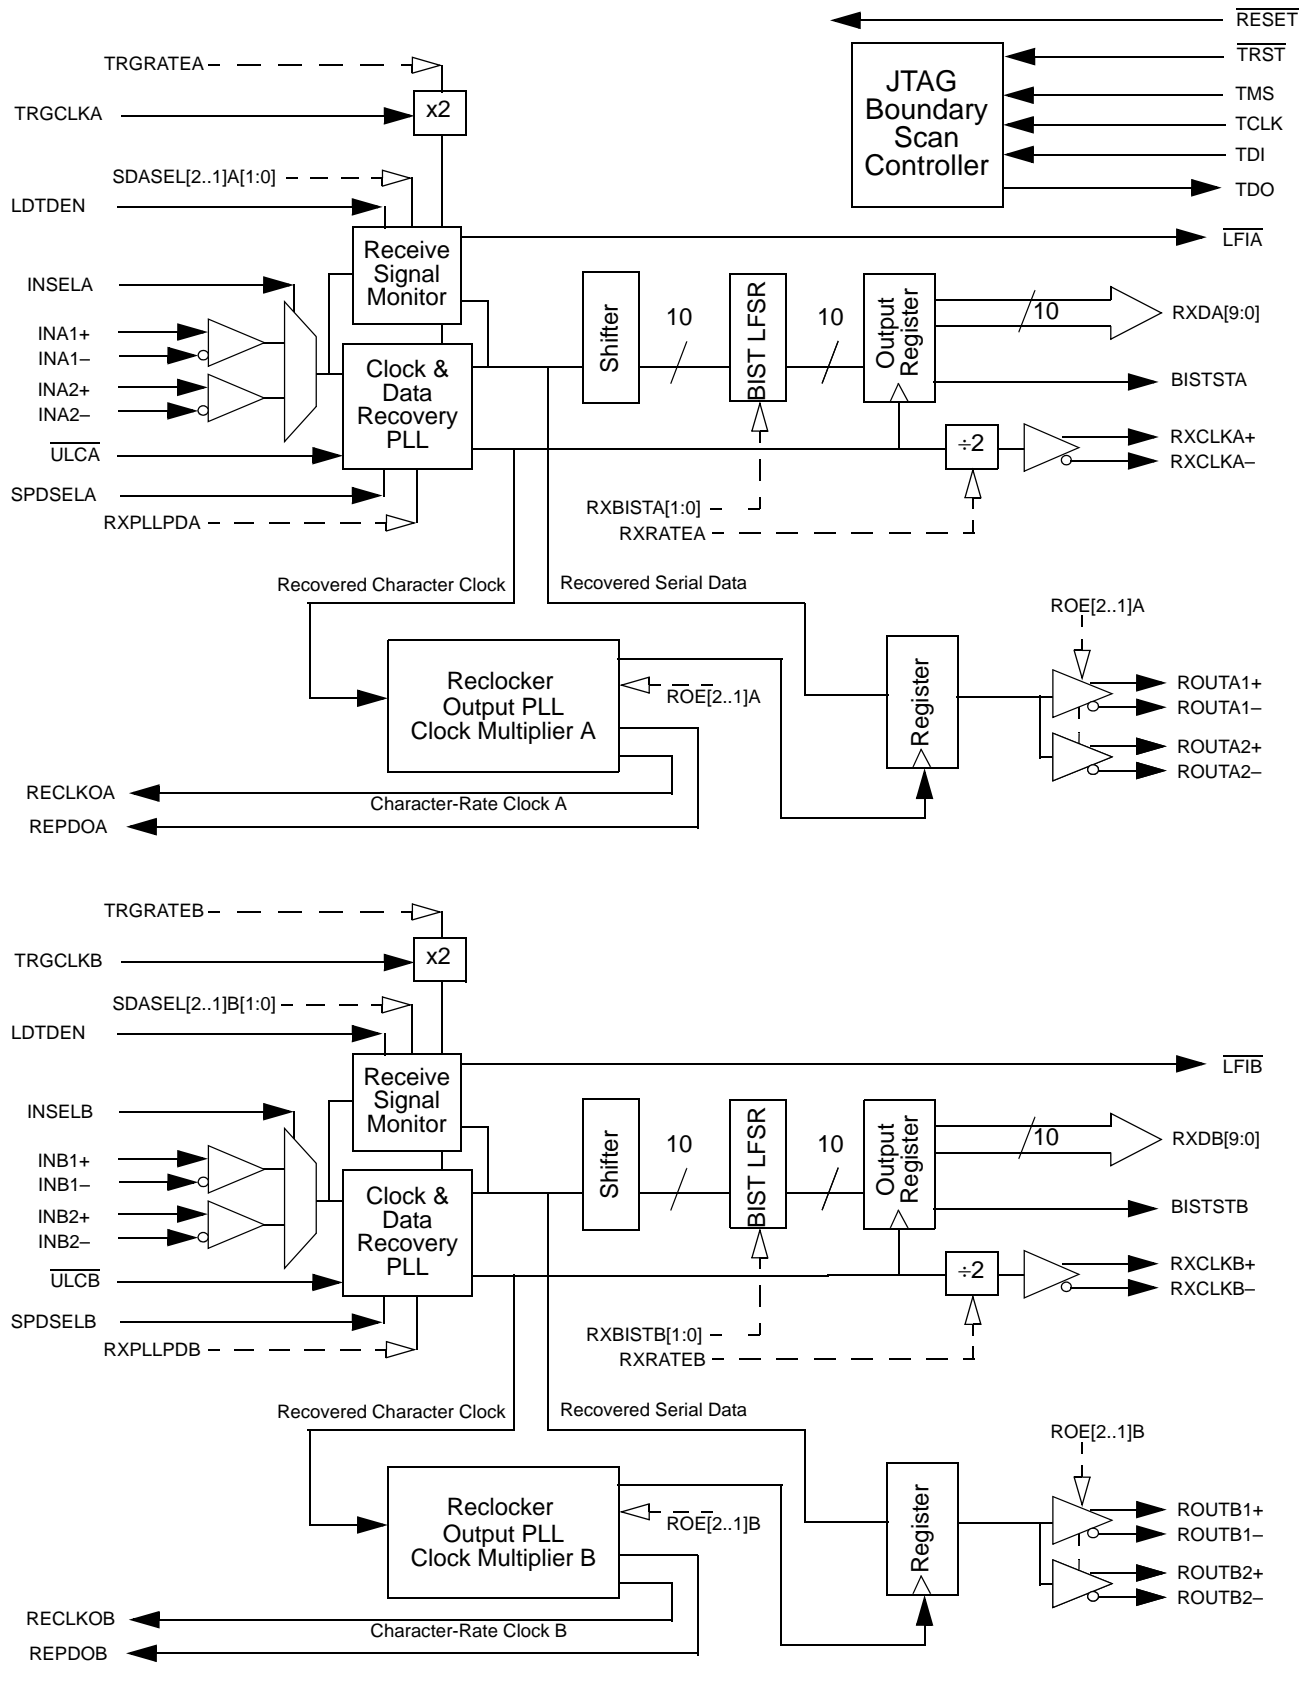 RESET
TRGRATEA
TRST
JTAG
Boundary
Scan
Controller
TMS
TRGCLKA
x2
TCLK
TDI
SDASEL[2..1]A[1:0]
TDO
LDTDEN
LFIA
Receive
Signal
Monitor
INSELA
Shifter
10
BIST LFSR
10
Output
Register
10
RXDA[9:0]
INA1+
INA1–
INA2+
INA2–
Clock &
Data
Recovery
PLL
BISTSTA
ULCA
÷2
RXCLKA+
RXCLKA–
SPDSELA
RXPLLPDA
RXBISTA[1:0]
RXRATEA
Recovered Character Clock
Recovered Serial Data
ROE[2..1]A
Reclocker
Output PLL
Clock Multiplier A
ROE[2..1]A
Register
ROUTA1+
ROUTA1–
ROUTA2+
ROUTA2–
RECLKOA
Character-Rate Clock A
REPDOA
TRGRATEB
TRGCLKB
x2
SDASEL[2..1]B[1:0]
LDTDEN
LFIB
Receive
Signal
Monitor
INSELB
Shifter
10
BIST LFSR
10
Output
Register
10
RXDB[9:0]
INB1+
INB1–
INB2+
INB2–
Clock &
Data
Recovery
PLL
BISTSTB
ULCB
÷2
RXCLKB+
RXCLKB–
SPDSELB
RXPLLPDB
RXBISTB[1:0]
RXRATEB
Recovered Character Clock
Recovered Serial Data
ROE[2..1]B
Reclocker
Output PLL
Clock Multiplier B
ROE[2..1]B
Register
ROUTB1+
ROUTB1–
ROUTB2+
ROUTB2–
RECLKOB
Character-Rate Clock B
REPDOB